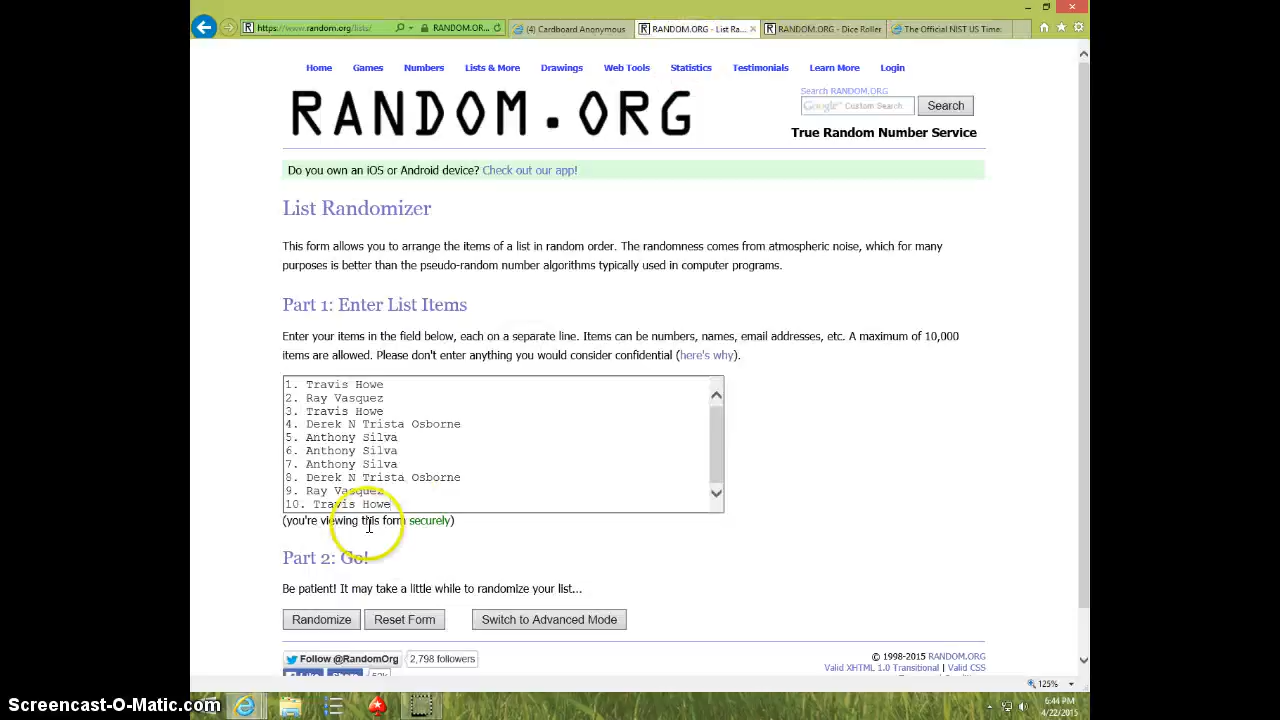 https://www.random.org/lists/
RANDOM.OR...
(4) Cardboard Anonymous
RANDOM.ORG - List Ra...
RANDOM.ORG - Dice Roller
The Official NIST US Time:
Home Games Numbers Lists & More Drawings Web Tools Statistics Testimonials Learn More Login
RANDOM.ORG
Search RANDOM.ORG
Google™ Custom Search
Search
True Random Number Service
Do you own an iOS or Android device? Check out our app!
List Randomizer
This form allows you to arrange the items of a list in random order. The randomness comes from atmospheric noise, which for many
purposes is better than the pseudo-random number algorithms typically used in computer programs.
Part 1: Enter List Items
Enter your items in the field below, each on a separate line. Items can be numbers, names, email addresses, etc. A maximum of 10,000
items are allowed. Please don't enter anything you would consider confidential (here's why).
1. Travis Howe
2. Ray Vasquez
3. Travis Howe
4. Derek N Trista Osborne
5. Anthony Silva
6. Anthony Silva
7. Anthony Silva
8. Derek N Trista Osborne
9. Ray Vasquez
10. Travis Howe
(you're viewing this form securely)
Part 2: Go!
Be patient! It may take a little while to randomize your list...
Randomize
Reset Form
Switch to Advanced Mode
Follow @RandomOrg
2,798 followers
© 1998-2015 RANDOM.ORG
Valid XHTML 1.0 Transitional | Valid CSS
Like
Share
125%
Screencast-O-Matic.com
6:44 PM
4/22/2015